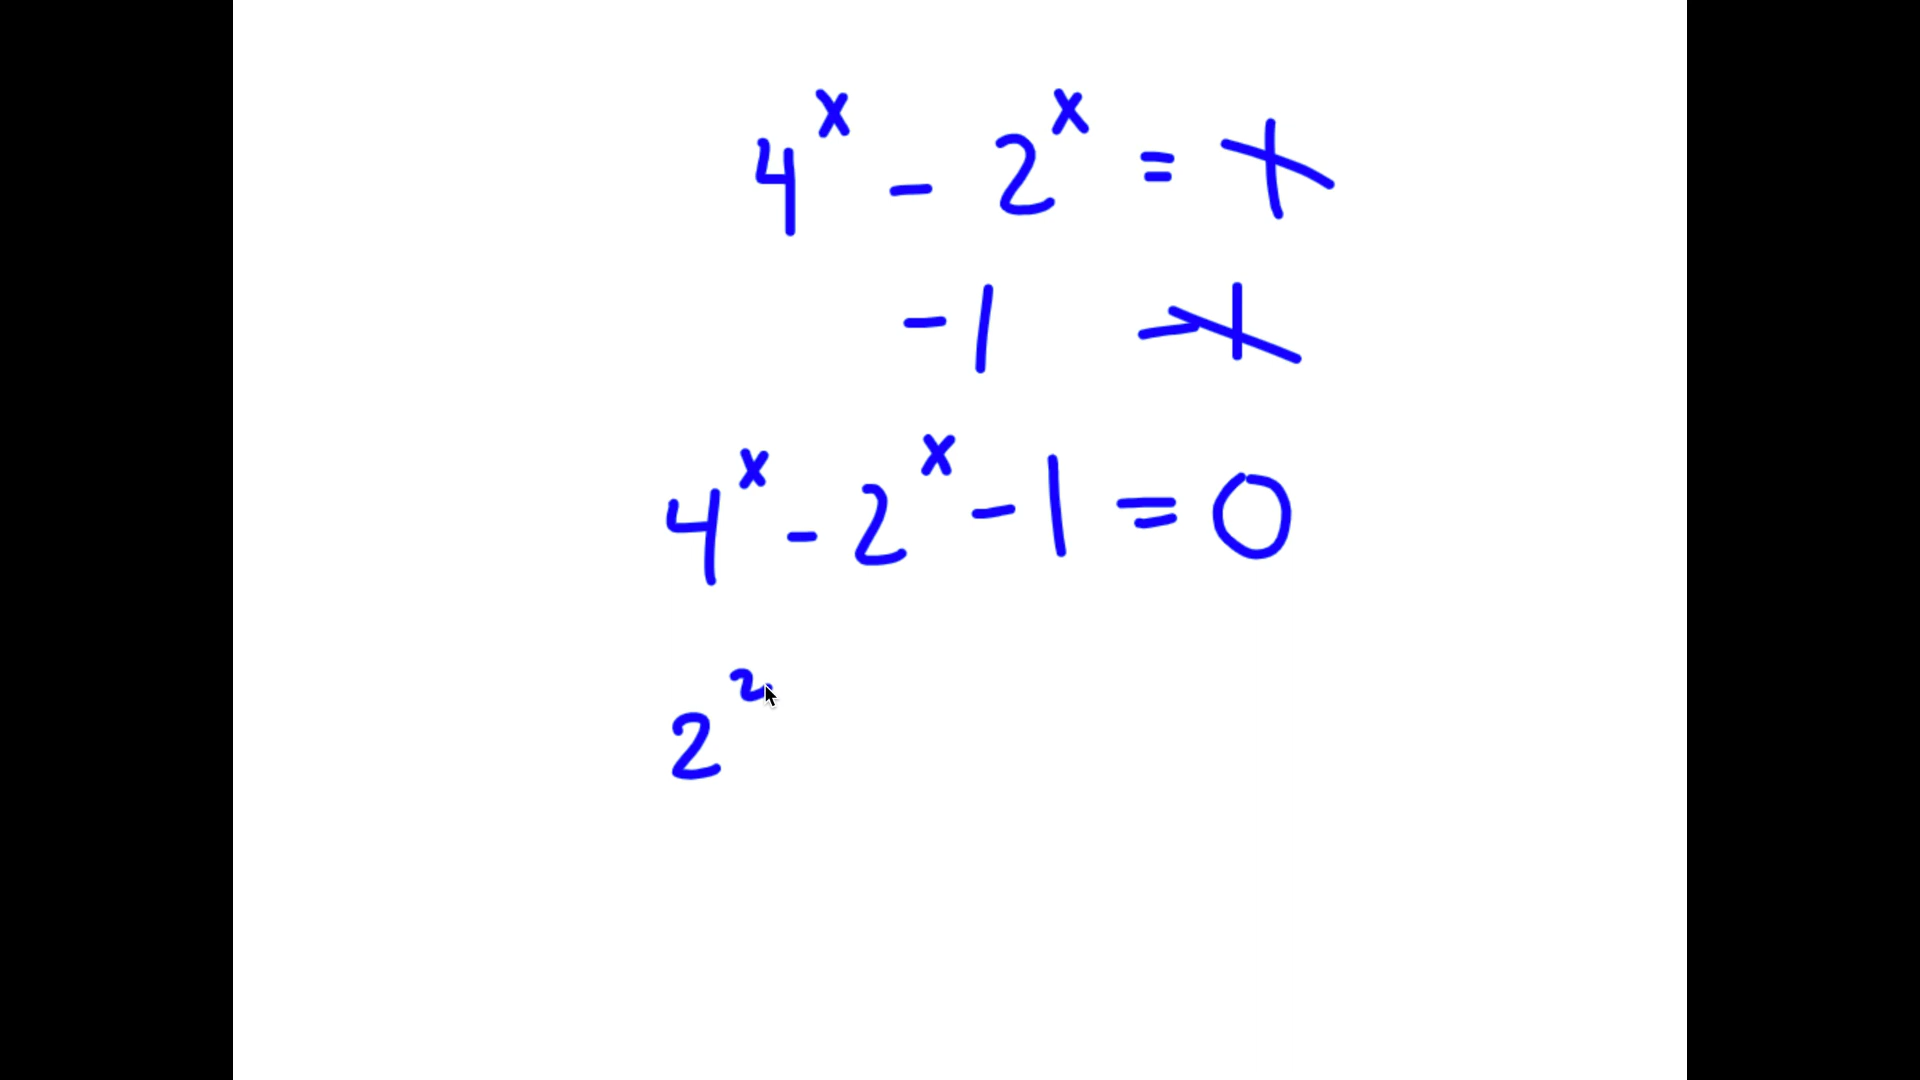 4^x - 2^x = 1
-1 -1
4^x - 2^x - 1 = 0
2^2